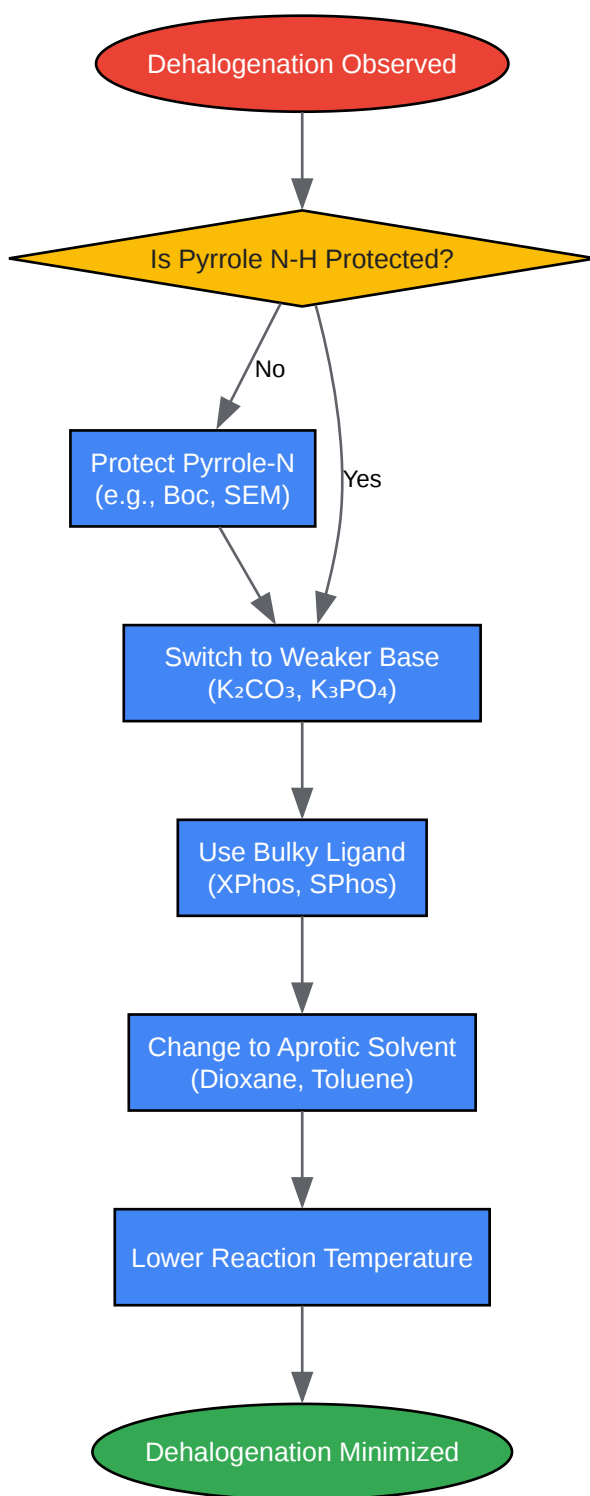 Dehalogenation Observed
Is Pyrrole N-H Protected?
No
Protect Pyrrole-N
(e.g., Boc, SEM)
Yes
Switch to Weaker Base
(K₂CO₃, K₃PO₄)
Use Bulky Ligand
(XPhos, SPhos)
Change to Aprotic Solvent
(Dioxane, Toluene)
Lower Reaction Temperature
Dehalogenation Minimized